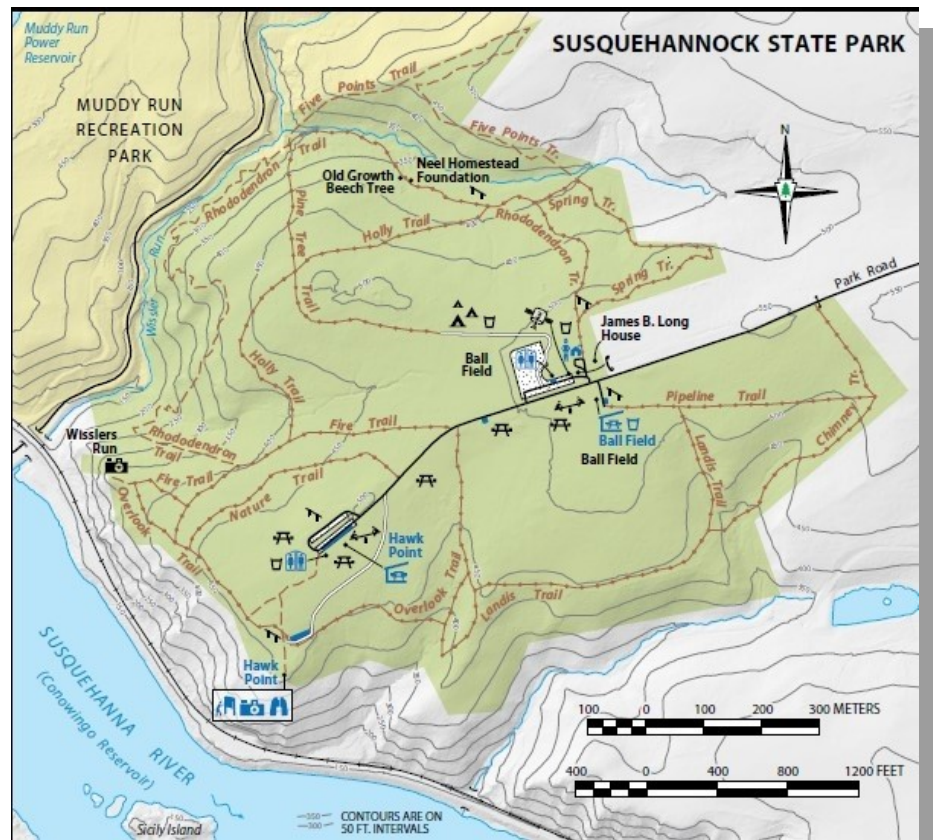 Muddy Run
Power
Reservoir
SUSQUEHANNOCK STATE PARK
MUDDY RUN
RECREATION
PARK
Five Points Trail
Five Points Tr.
N
Rhododendron Trail
Old Growth
Beech Tree
Neel Homestead
Foundation
Pine Tree Trail
Holly Trail
Rhododendron Tr.
Spring Tr.
Spring Tr.
Wissler Run
Park Road
James B. Long
House
Ball
Field
Holly Trail
Pipeline Trail
Chimney Tr.
Fire Trail
Ball Field
Ball Field
Landis Trail
Wisslers
Run
Rhododendron
Trail
Fire Trail
Nature Trail
Overlook Trail
Hawk
Point
Overlook Trail
Landis Trail
Hawk
Point
SUSQUEHANNA RIVER
(Conowingo Reservoir)
Sicily Island
100 0 100 200 300 METERS
400 0 400 800 1200 FEET
350
300
CONTOURS ARE ON
50 FT. INTERVALS